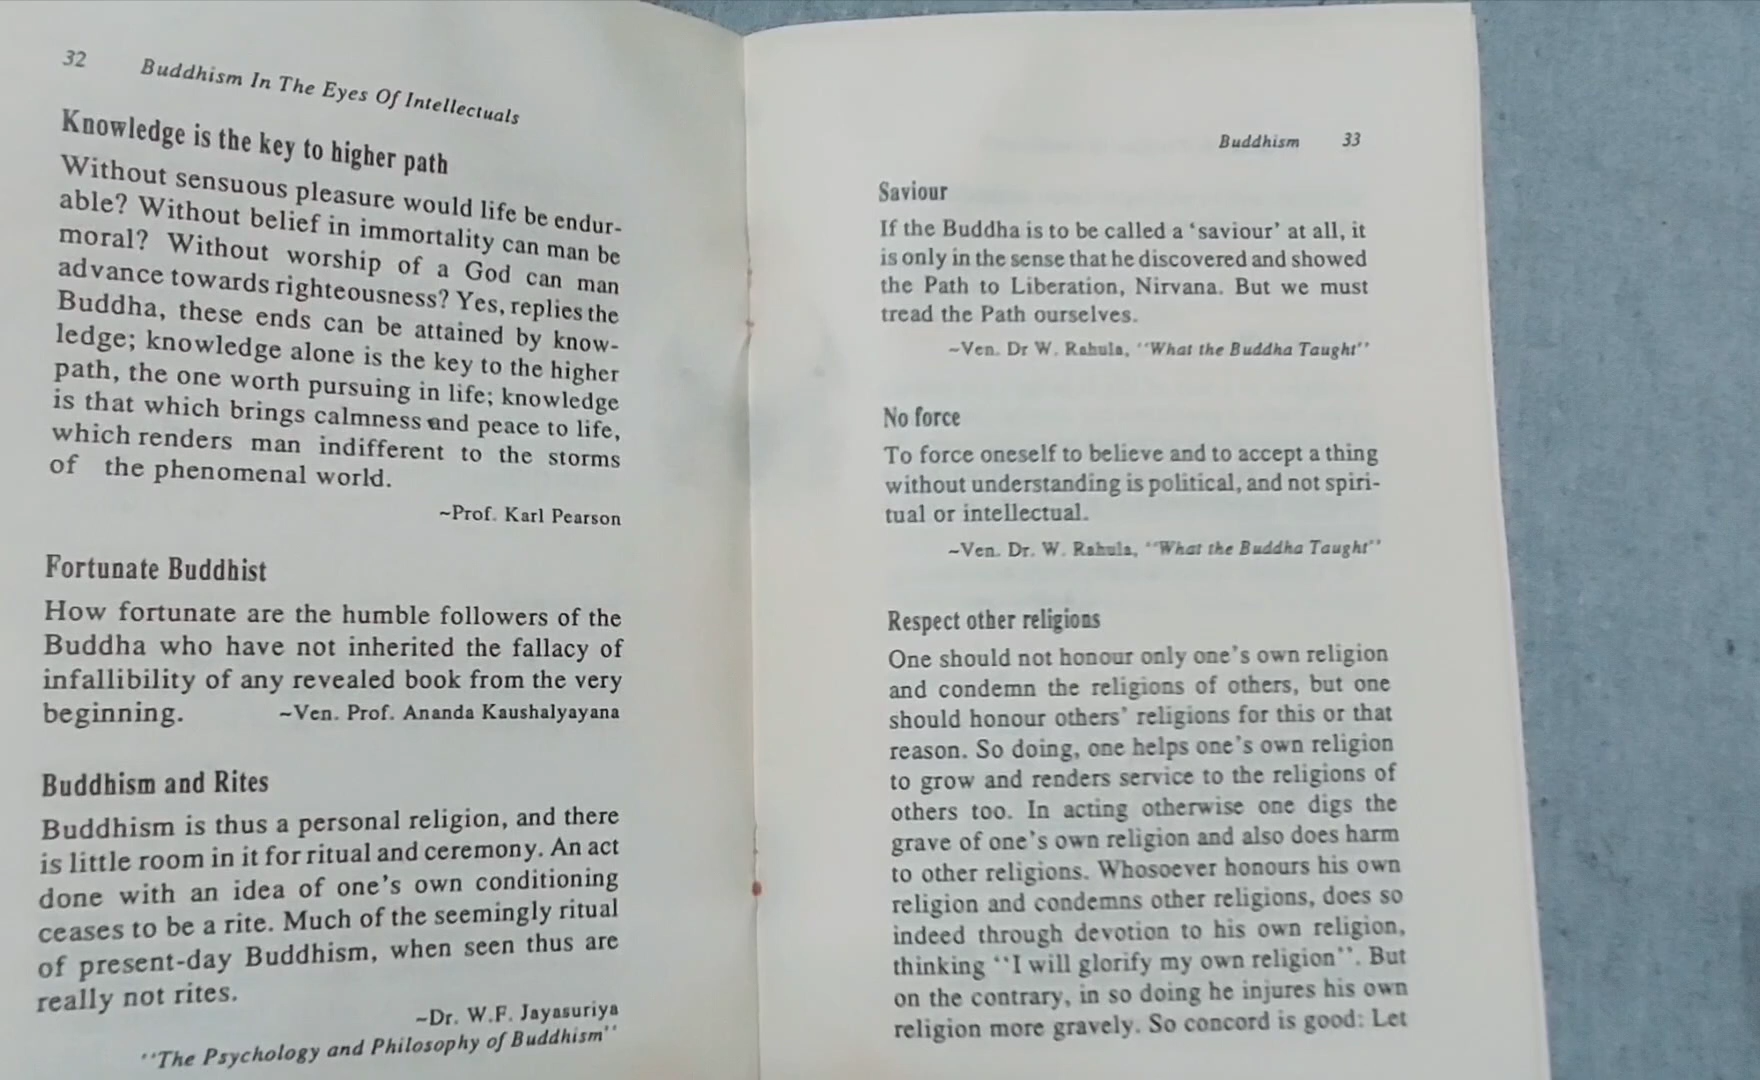 32 Buddhism In The Eyes Of Intellectuals
Knowledge is the key to higher path
Without sensuous pleasure would life be endur-
able? Without belief in immortality can man be
moral? Without worship of a God can man
advance towards righteousness? Yes, replies the
Buddha, these ends can be attained by know-
ledge; knowledge alone is the key to the higher
path, the one worth pursuing in life; knowledge
is that which brings calmness and peace to life,
which renders man indifferent to the storms
of the phenomenal world.
~Prof. Karl Pearson
Fortunate Buddhist
How fortunate are the humble followers of the
Buddha who have not inherited the fallacy of
infallibility of any revealed book from the very
beginning. ~Ven. Prof. Ananda Kaushalyayana
Buddhism and Rites
Buddhism is thus a personal religion, and there
is little room in it for ritual and ceremony. An act
done with an idea of one's own conditioning
ceases to be a rite. Much of the seemingly ritual
of present-day Buddhism, when seen thus are
really not rites.
~Dr. W.F. Jayasuriya
''The Psychology and Philosophy of Buddhism''
Buddhism 33
Saviour
If the Buddha is to be called a 'saviour' at all, it
is only in the sense that he discovered and showed
the Path to Liberation, Nirvana. But we must
tread the Path ourselves.
~Ven. Dr W. Rahula, ''What the Buddha Taught''
No force
To force oneself to believe and to accept a thing
without understanding is political, and not spiri-
tual or intellectual.
~Ven. Dr. W. Rahula, ''What the Buddha Taught''
Respect other religions
One should not honour only one's own religion
and condemn the religions of others, but one
should honour others' religions for this or that
reason. So doing, one helps one's own religion
to grow and renders service to the religions of
others too. In acting otherwise one digs the
grave of one's own religion and also does harm
to other religions. Whosoever honours his own
religion and condemns other religions, does so
indeed through devotion to his own religion,
thinking ''I will glorify my own religion''. But
on the contrary, in so doing he injures his own
religion more gravely. So concord is good: Let